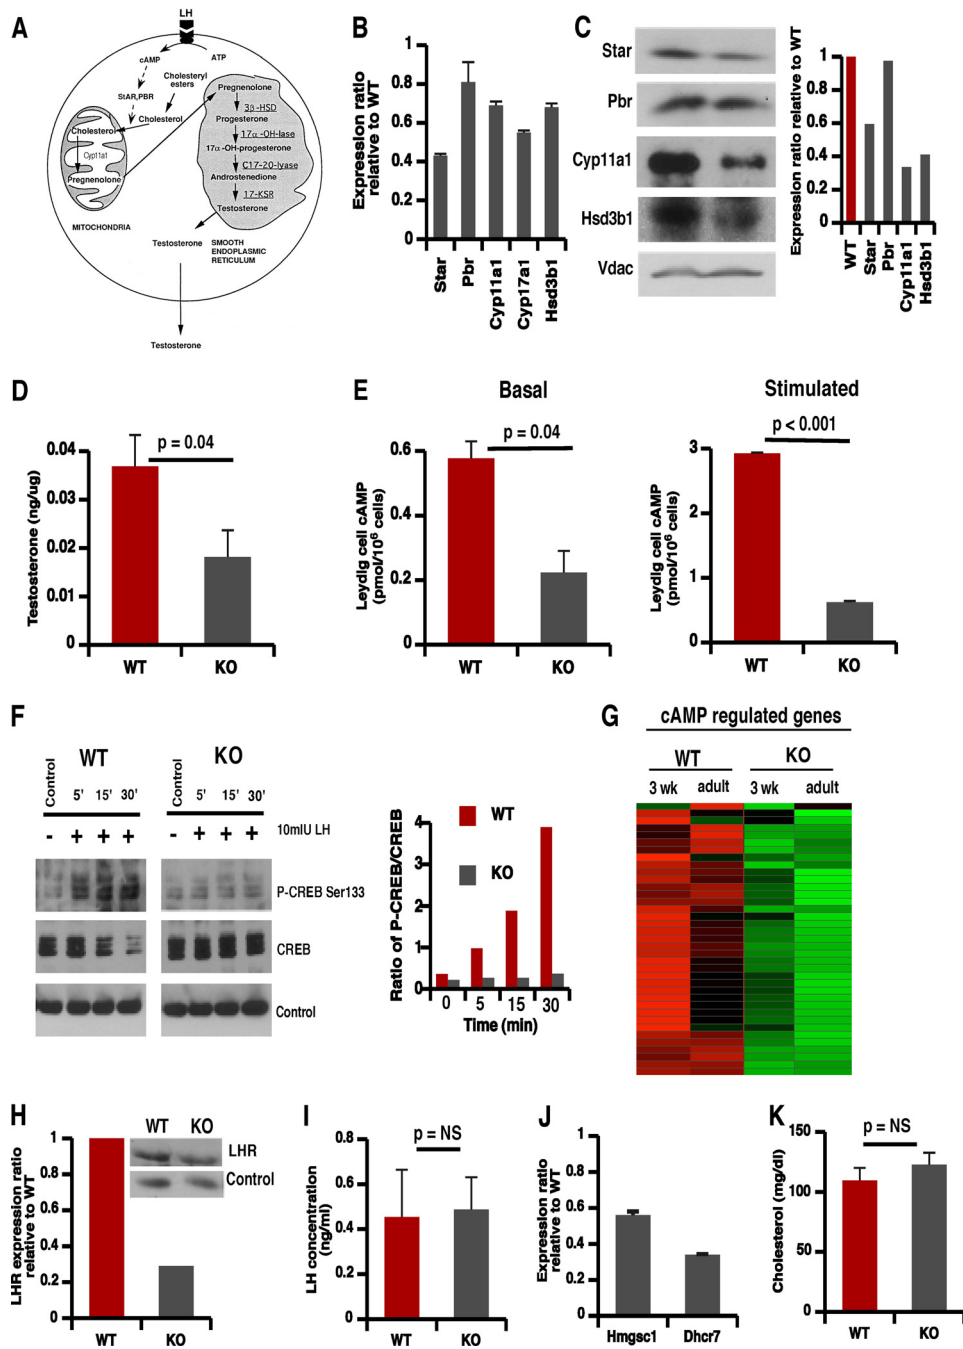 A
LH
cAMP
ATP
Cholesteryl
esters
StAR,PBR
Cholesterol
Cholesterol
Cyp11a1
Pregnenolone
MITOCHONDRIA
Pregnenolone
3β-HSD
Progesterone
17α-OH-lase
17α-OH-progesterone
C17-20-lyase
Androstenedione
17-KSR
Testosterone
Testosterone
SMOOTH
ENDOPLASMIC
RETICULUM
Testosterone
B
Expression ratio
relative to WT
1
0.8
0.6
0.4
0.2
0
Star
Pbr
Cyp11a1
Cyp17a1
Hsd3b1
C
Star
Pbr
Cyp11a1
Hsd3b1
Vdac
Expression ratio relative to WT
1
0.8
0.6
0.4
0.2
0
WT
Star
Pbr
Cyp11a1
Hsd3b1
D
Testosterone (ng/ug)
0.04
0.03
0.02
0.01
0
p = 0.04
WT KO
E
Basal
Leydig cell cAMP
(pmol/10⁶ cells)
0.6
0.4
0.2
0
p = 0.04
WT KO
Stimulated
Leydig cell cAMP
(pmol/10⁶ cells)
3
2
1
0
p < 0.001
WT KO
F
WT KO
Control 5' 15' 30' Control 5' 15' 30'
- + + + - + + + 10mIU LH
P-CREB Ser133
CREB
Control
Ratio of P-CREB/CREB
4
3
2
1
0
WT
KO
0 5 15 30
Time (min)
G
cAMP regulated genes
WT KO
3 wk adult 3 wk adult
H
LHR expression ratio
relative to WT
1
0.8
0.6
0.4
0.2
0
WT KO
LHR
Control
WT KO
I
LH concentration
(ng/ml)
0.8
0.6
0.4
0.2
0
p = NS
WT KO
J
Expression ratio
relative to WT
1
0.8
0.6
0.4
0.2
0
Hmgsc1 Dhcr7
K
Cholesterol (mg/dl)
150
100
50
0
p = NS
WT KO